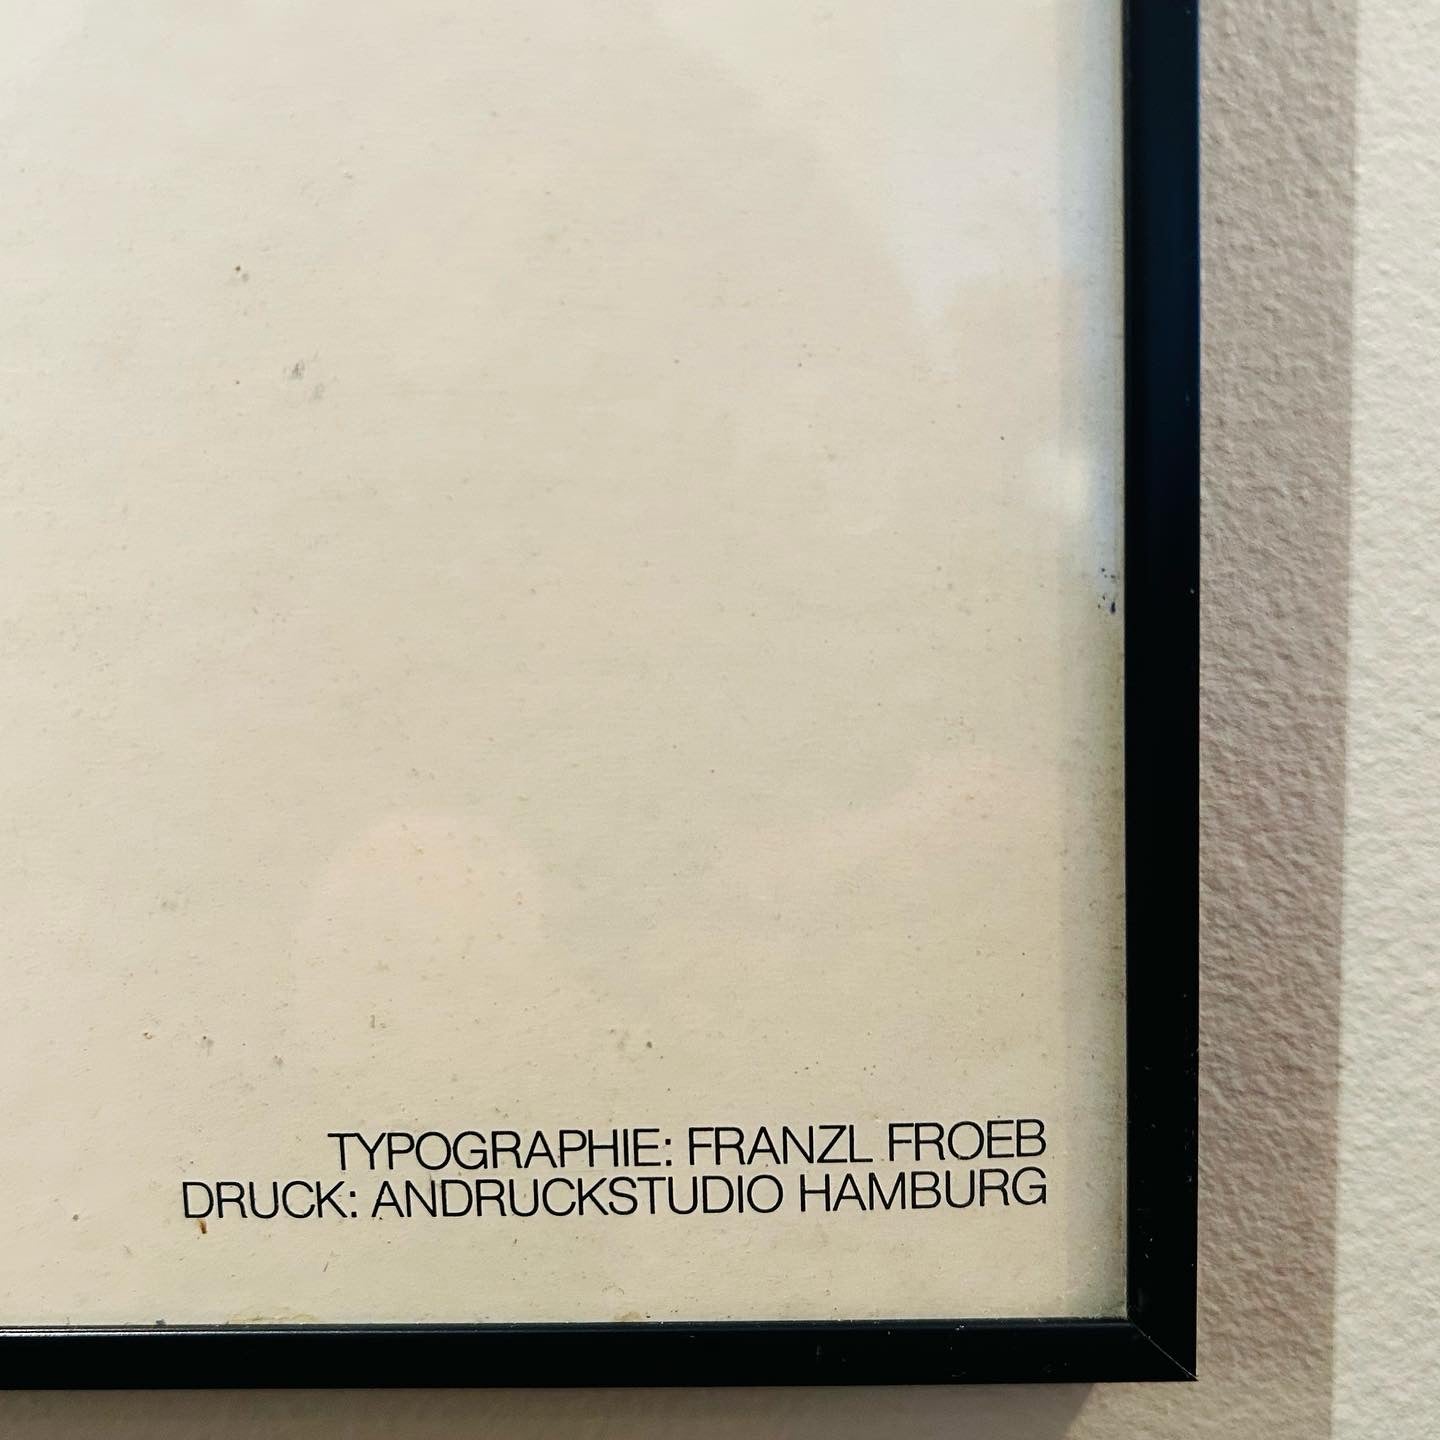 TYPOGRAPHIE: FRANZL FROEB
DRUCK: ANDRUCKSTUDIO HAMBURG